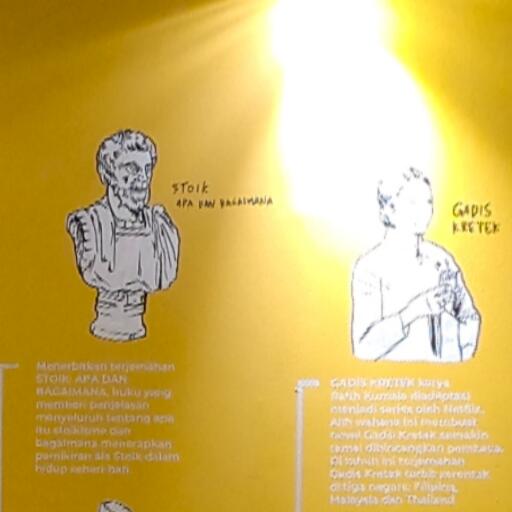 STOIK
APA DAN BAGAIMANA
GADIS
KRETEK
Menerbitkan terjemahan
STOIK: APA DAN
BAGAIMANA, buku yang
memberi penjelasan
menyeluruh tentang apa
itu stoikisme dan
bagaimana menerapkan
pemikiran ala Stoik dalam
hidup sehari-hari.
GADIS KRETEK karya
Ratih Kumala diadaptasi
menjadi series oleh Netflix.
Alih wahana ini membuat
novel Gadis Kretek semakin
ramai dibincangkan pembaca.
Di tahun ini terjemahan
Gadis Kretek terbit serentak
di tiga negara: Filipina,
Malaysia dan Thailand